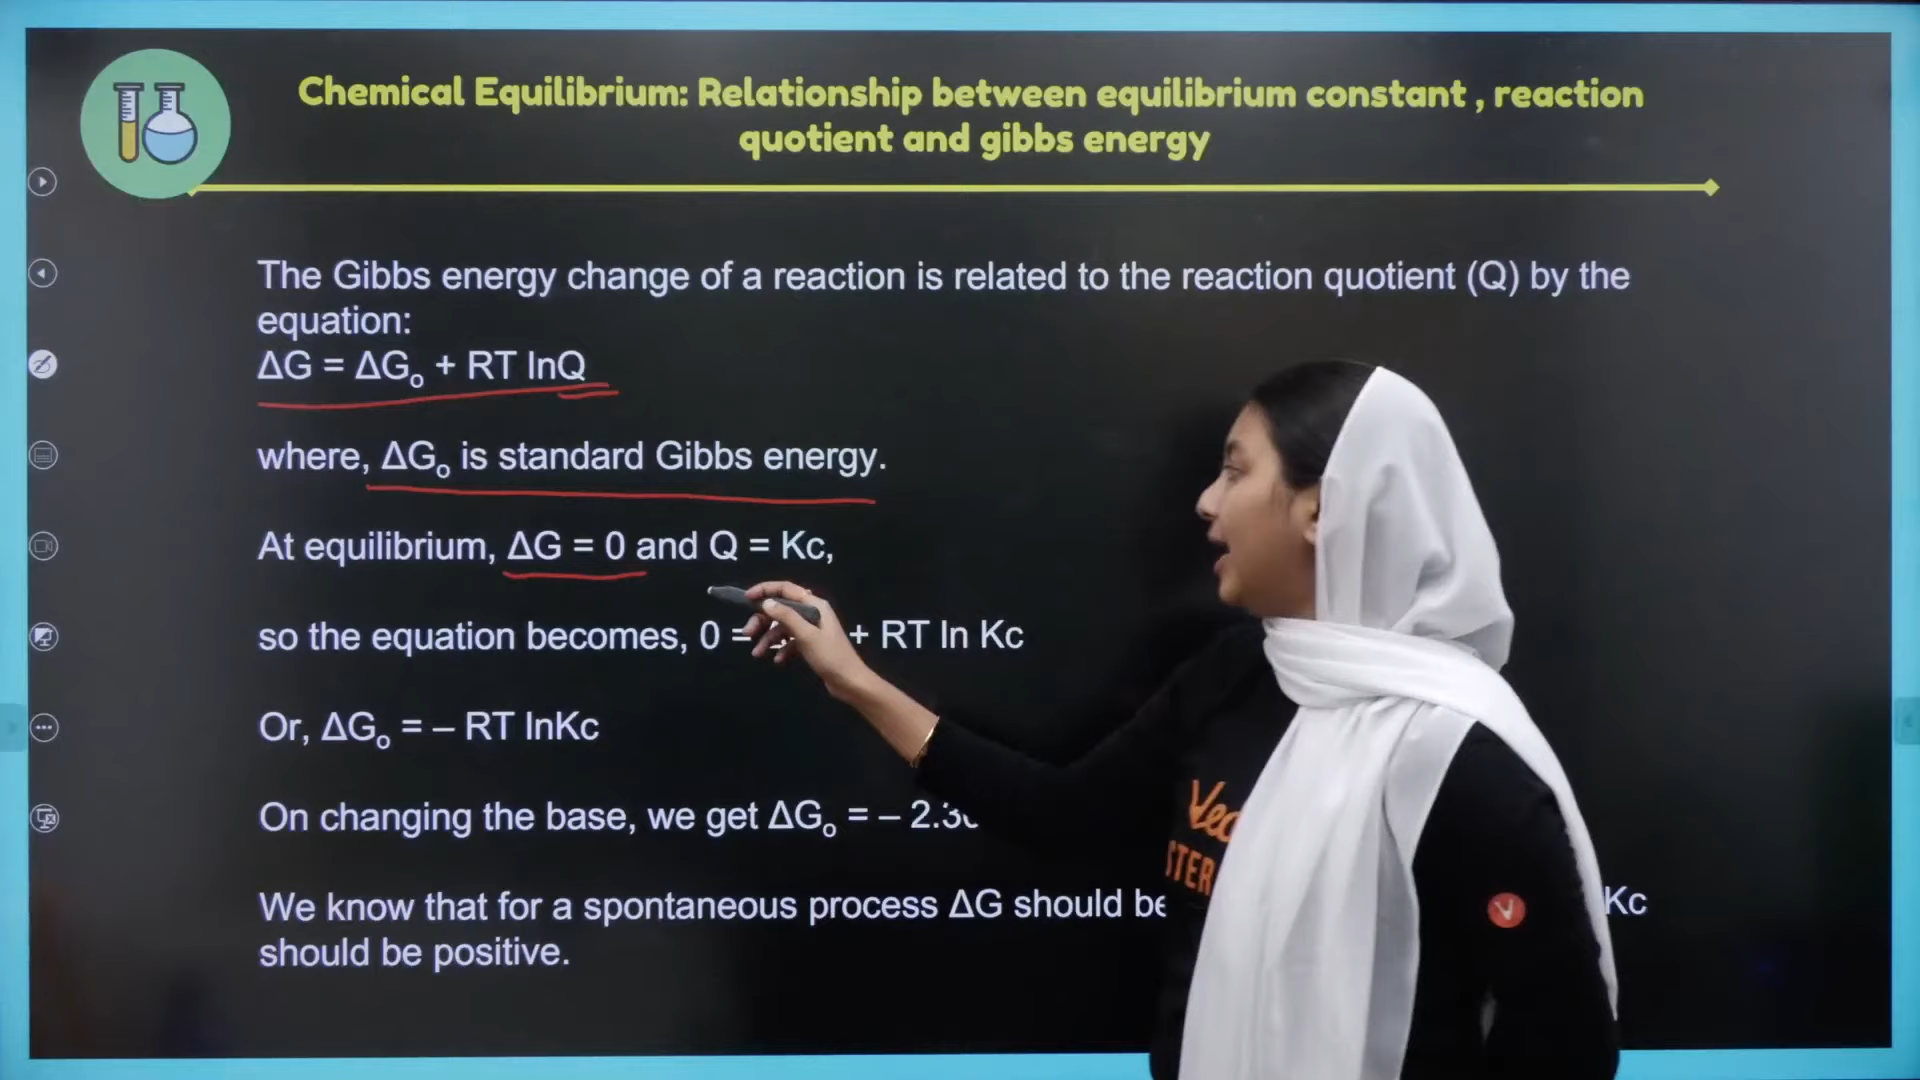 Chemical Equilibrium: Relationship between equilibrium constant , reaction
quotient and gibbs energy
The Gibbs energy change of a reaction is related to the reaction quotient (Q) by the
equation:
ΔG = ΔGₒ + RT lnQ
where, ΔGₒ is standard Gibbs energy.
At equilibrium, ΔG = 0 and Q = Kc,
so the equation becomes, 0 = + RT ln Kc
Or, ΔGₒ = – RT lnKc
On changing the base, we get ΔGₒ = – 2.3
We know that for a spontaneous process ΔG should be Kc
should be positive.